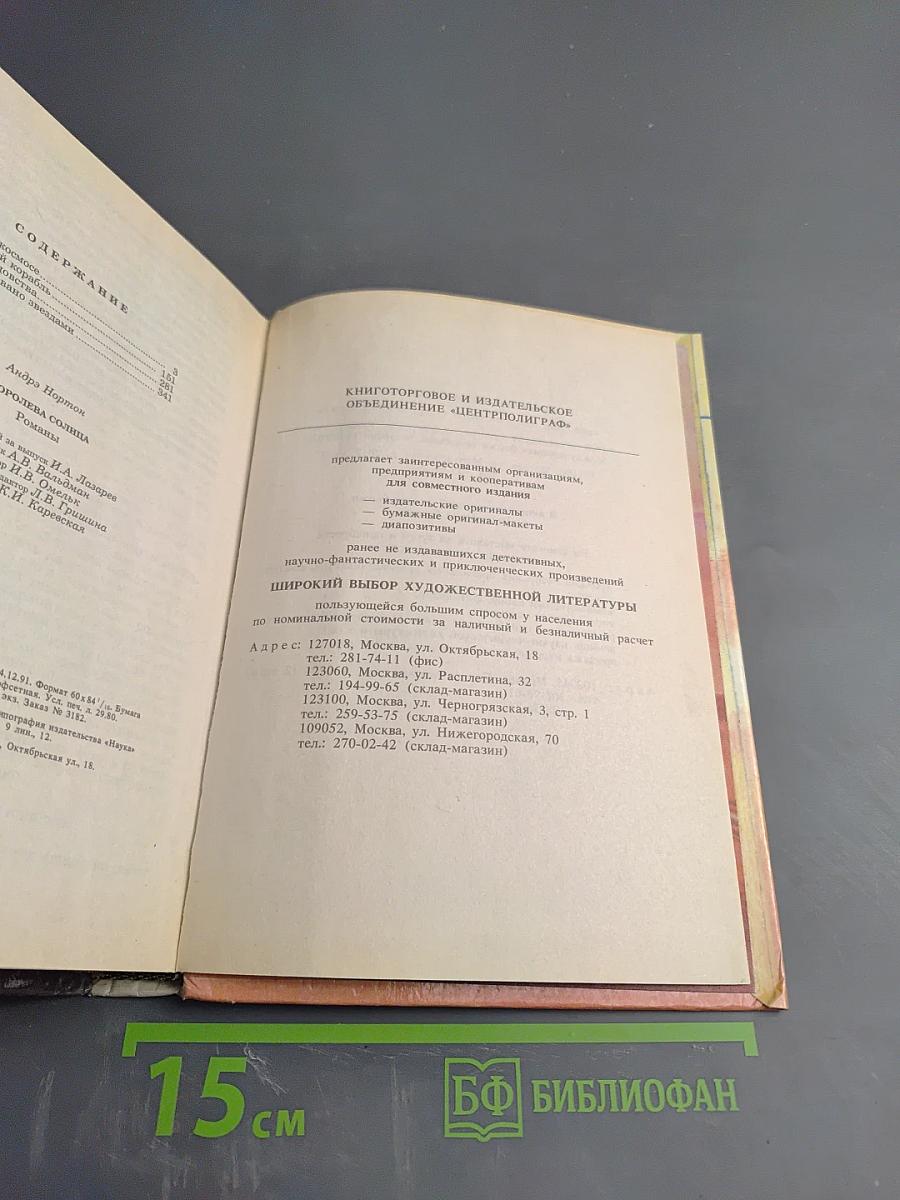 СОДЕРЖАНИЕ
космосе
й корабль
овства
вано звездами
3
151
281
341
Андрэ Нортон
ОРОЛЕВА СОЛНЦА
Романы
й за выпуск И.А. Лазарев
к А.В. Вальдман
ор И.В. Омельк
дактор Л.В. Гришина
К.И. Каревская
4,12.91. Формат 60 х 84 1/16. Бумага
фсетная. Усл. печ. д. 29.80.
экз. Заказ № 3182.
ипография издательства «Наука»
9 лин., 12.
, Октябрьская ул., 18.
КНИГОТОРГОВОЕ И ИЗДАТЕЛЬСКОЕ
ОБЪЕДИНЕНИЕ «ЦЕНТРПОЛИГРАФ»
предлагает заинтересованным организациям,
предприятиям и кооперативам
для совместного издания
— издательские оригиналы
— бумажные оригинал-макеты
— диапозитивы
ранее не издававшихся детективных,
научно-фантастических и приключенческих произведений
ШИРОКИЙ ВЫБОР ХУДОЖЕСТВЕННОЙ ЛИТЕРАТУРЫ
пользующейся большим спросом у населения
по номинальной стоимости за наличный и безналичный расчет
Адрес: 127018, Москва, ул. Октябрьская, 18
тел.: 281-74-11 (фис)
123060, Москва, ул. Расплетина, 32
тел.: 194-99-65 (склад-магазин)
123100, Москва, ул. Черногрязская, 3, стр. 1
тел.: 259-53-75 (склад-магазин)
109052, Москва, ул. Нижегородская, 70
тел.: 270-02-42 (склад-магазин)
15 см
БФ БИБЛИОФАН